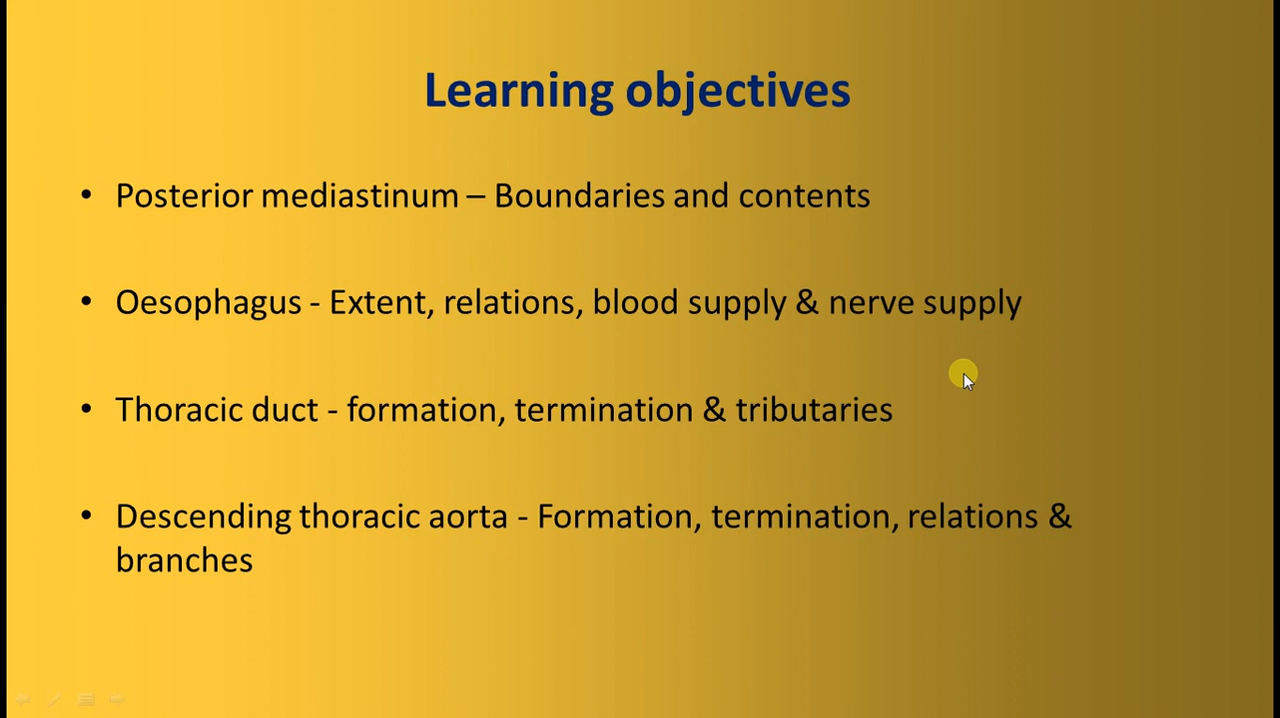 Learning objectives
• Posterior mediastinum – Boundaries and contents
• Oesophagus - Extent, relations, blood supply & nerve supply
• Thoracic duct - formation, termination & tributaries
• Descending thoracic aorta - Formation, termination, relations &
branches